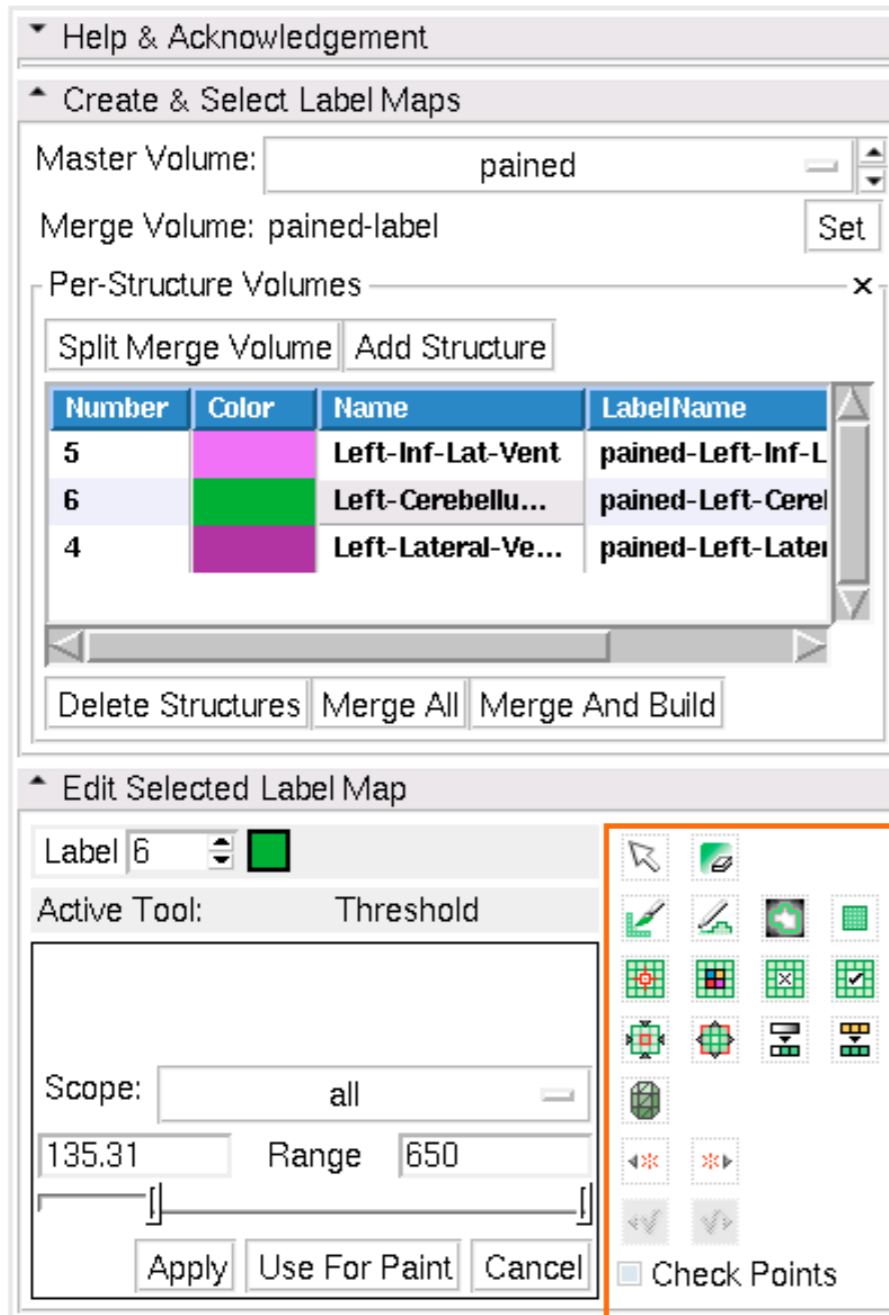 Help & Acknowledgement
Create & Select Label Maps
Master Volume: pained
Merge Volume: pained-label Set
Per-Structure Volumes
Split Merge Volume Add Structure
Number Color Name LabelName
5 Left-Inf-Lat-Vent pained-Left-Inf-L
6 Left-Cerebellu... pained-Left-Cerel
4 Left-Lateral-Ve... pained-Left-Later
Delete Structures Merge All Merge And Build
Edit Selected Label Map
Label 6
Active Tool: Threshold
Scope: all
135.31 Range 650
Apply Use For Paint Cancel
Check Points